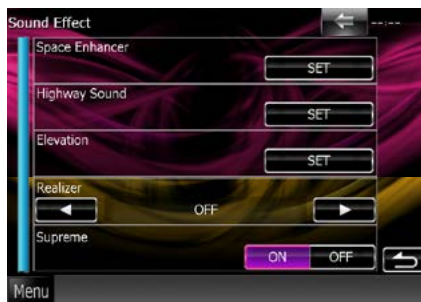 Sound Effect
--:--
Space Enhancer
SET
Highway Sound
SET
Elevation
SET
Realizer
OFF
Supreme
ON OFF
Menu